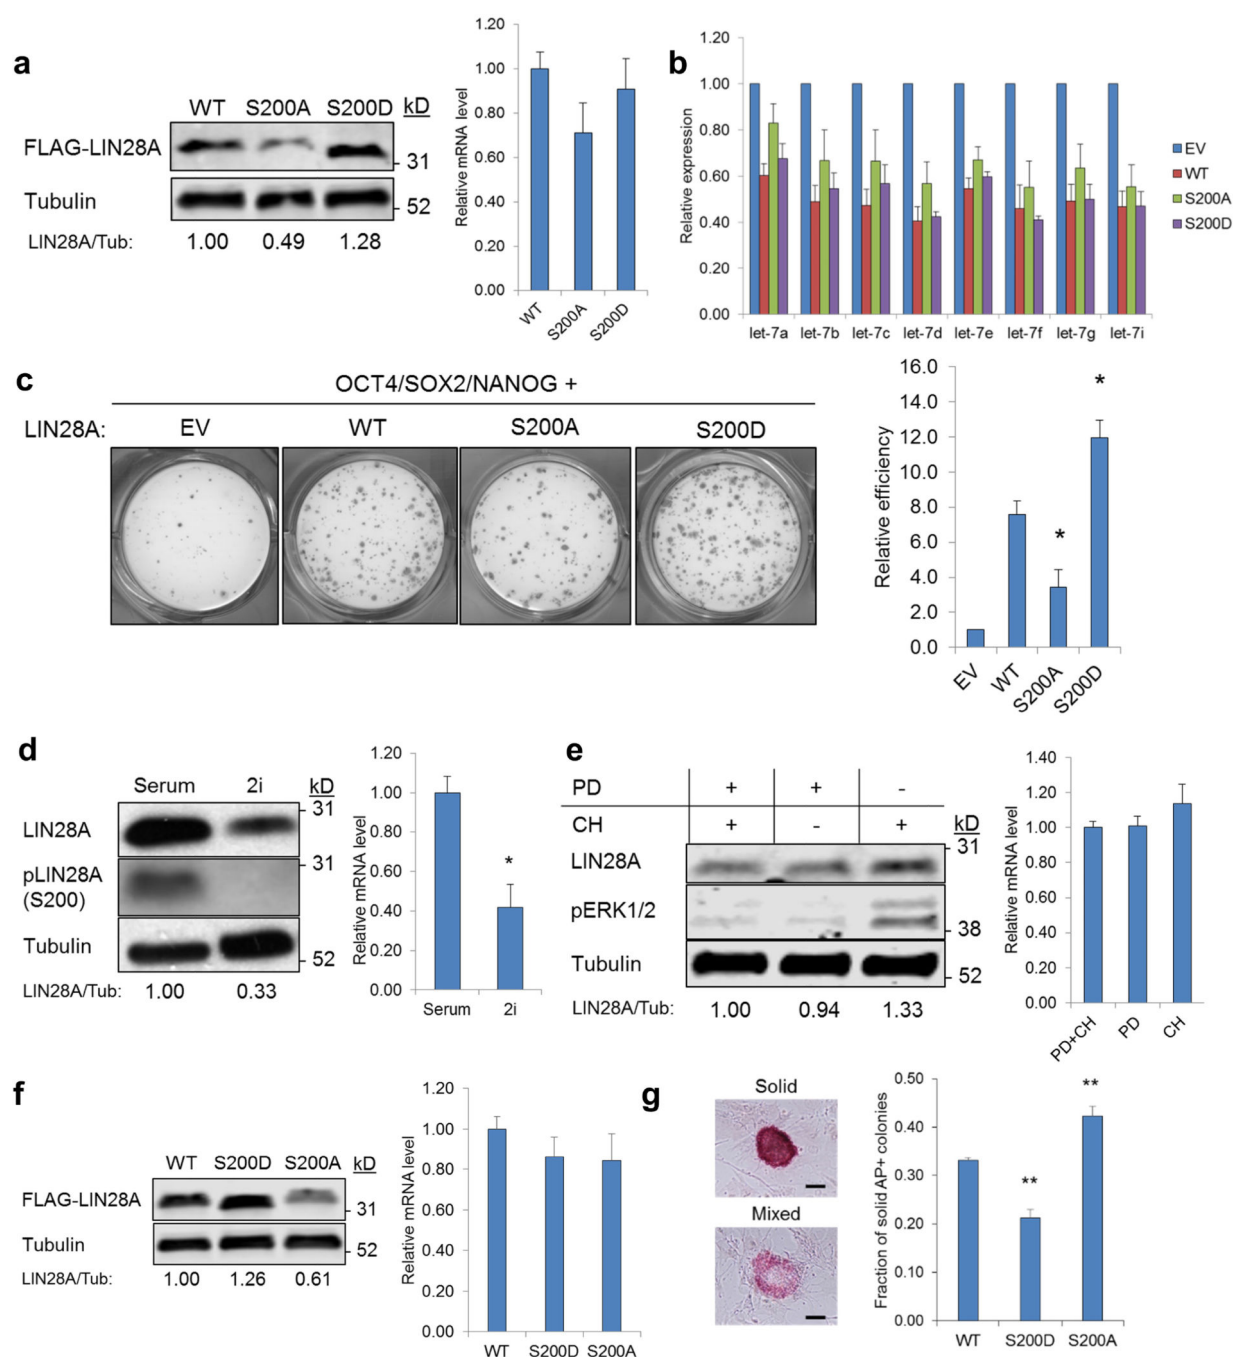 a
WT S200A S200D kD
FLAG-LIN28A
31
Tubulin
52
LIN28A/Tub: 1.00 0.49 1.28
Relative mRNA level
1.20
1.00
0.80
0.60
0.40
0.20
0.00
WT S200A S200D
b
Relative expression
1.20
1.00
0.80
0.60
0.40
0.20
0.00
let-7a let-7b let-7c let-7d let-7e let-7f let-7g let-7i
EV
WT
S200A
S200D
c
OCT4/SOX2/NANOG +
LIN28A: EV WT S200A S200D
Relative efficiency
16.0
14.0
12.0
10.0
8.0
6.0
4.0
2.0
0.0
*
*
EV WT S200A S200D
d
Serum 2i kD
31
LIN28A
31
pLIN28A
(S200)
Tubulin
52
LIN28A/Tub: 1.00 0.33
Relative mRNA level
1.20
1.00
0.80
0.60
0.40
0.20
0.00
*
Serum 2i
e
PD + + -
CH + - + kD
31
LIN28A
pERK1/2
38
Tubulin
52
LIN28A/Tub: 1.00 0.94 1.33
Relative mRNA level
1.40
1.20
1.00
0.80
0.60
0.40
0.20
0.00
PD+CH PD CH
f
WT S200D S200A kD
FLAG-LIN28A
31
Tubulin
52
LIN28A/Tub: 1.00 1.26 0.61
Relative mRNA level
1.20
1.00
0.80
0.60
0.40
0.20
0.00
WT S200D S200A
g
Solid
Mixed
Fraction of solid AP+ colonies
0.50
0.40
0.30
0.20
0.10
0.00
**
**
WT S200D S200A